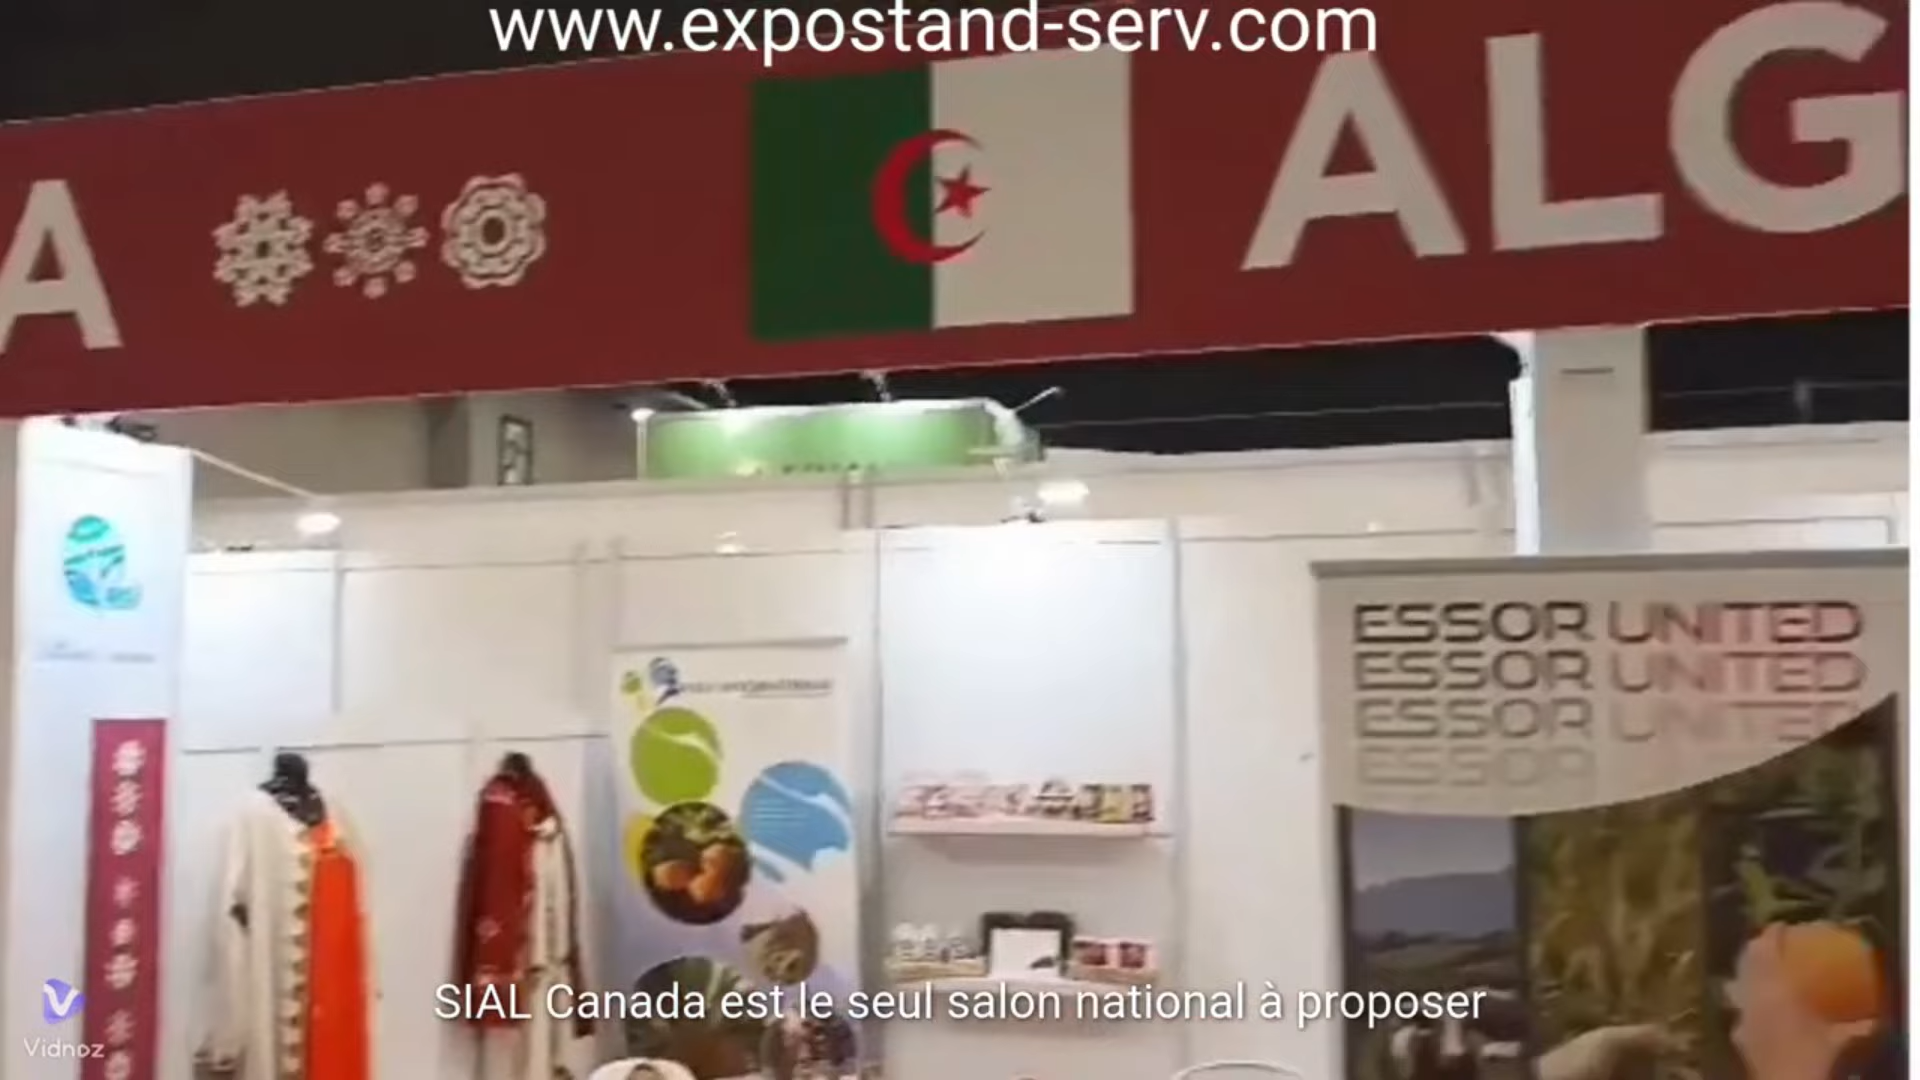 www.expostand-serv.com
A ALG
ESSOR UNITED
ESSOR UNITED
ESSOR UNITED
ESSOR
SIAL Canada est le seul salon national à proposer
Vidnoz